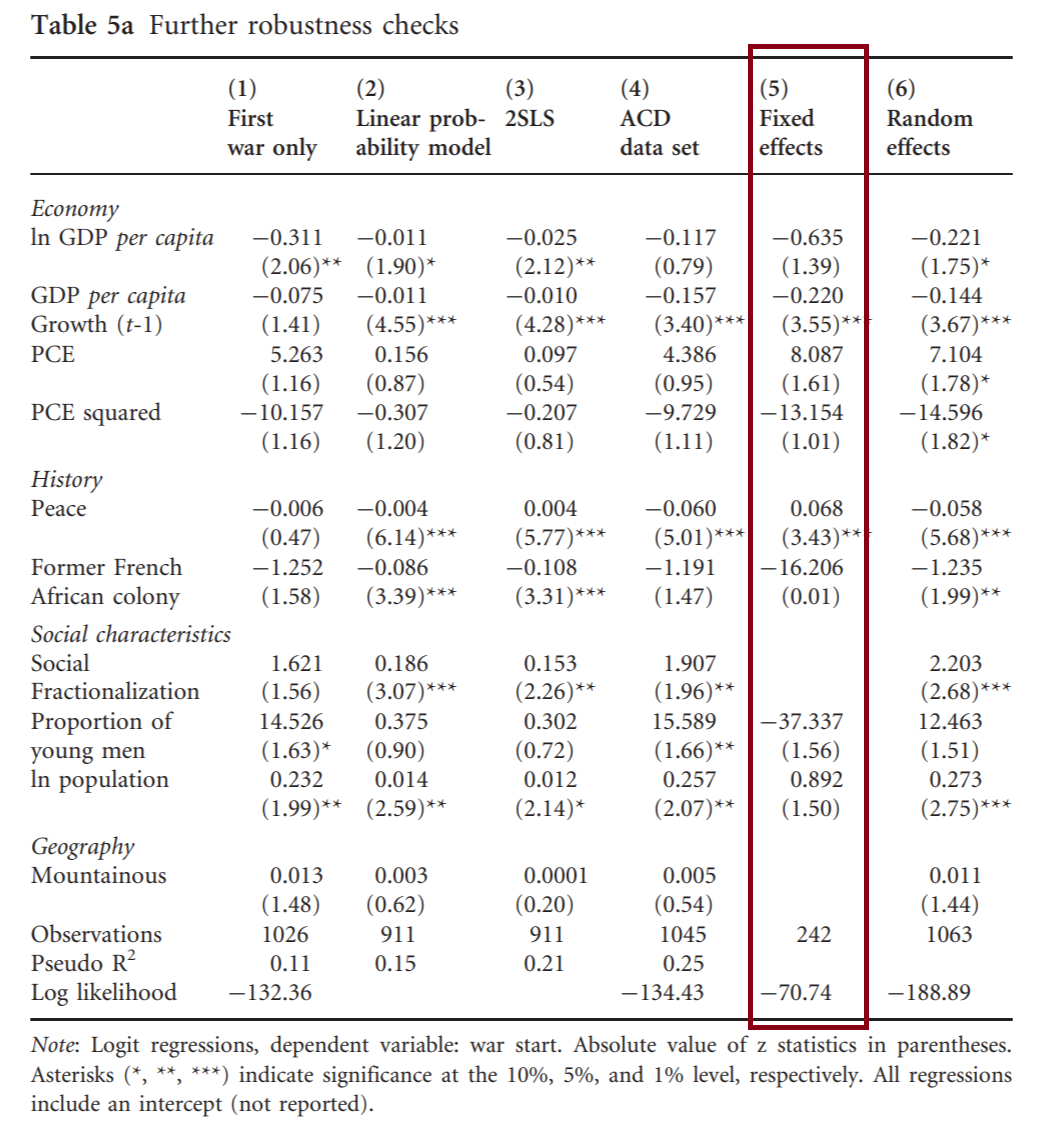 Table 5a Further robustness checks
(1) (2) (3) (4) (5) (6)
First Linear prob- 2SLS ACD Fixed Random
war only ability model data set effects effects
Economy
ln GDP per capita −0.311 −0.011 −0.025 −0.117 −0.635 −0.221
(2.06)** (1.90)* (2.12)** (0.79) (1.39) (1.75)*
GDP per capita −0.075 −0.011 −0.010 −0.157 −0.220 −0.144
Growth (t-1) (1.41) (4.55)*** (4.28)*** (3.40)*** (3.55)*** (3.67)***
PCE 5.263 0.156 0.097 4.386 8.087 7.104
(1.16) (0.87) (0.54) (0.95) (1.61) (1.78)*
PCE squared −10.157 −0.307 −0.207 −9.729 −13.154 −14.596
(1.16) (1.20) (0.81) (1.11) (1.01) (1.82)*
History
Peace −0.006 −0.004 0.004 −0.060 0.068 −0.058
(0.47) (6.14)*** (5.77)*** (5.01)*** (3.43)*** (5.68)***
Former French −1.252 −0.086 −0.108 −1.191 −16.206 −1.235
African colony (1.58) (3.39)*** (3.31)*** (1.47) (0.01) (1.99)**
Social characteristics
Social 1.621 0.186 0.153 1.907 2.203
Fractionalization (1.56) (3.07)*** (2.26)** (1.96)** (2.68)***
Proportion of 14.526 0.375 0.302 15.589 −37.337 12.463
young men (1.63)* (0.90) (0.72) (1.66)** (1.56) (1.51)
ln population 0.232 0.014 0.012 0.257 0.892 0.273
(1.99)** (2.59)** (2.14)* (2.07)** (1.50) (2.75)***
Geography
Mountainous 0.013 0.003 0.0001 0.005 0.011
(1.48) (0.62) (0.20) (0.54) (1.44)
Observations 1026 911 911 1045 242 1063
Pseudo R² 0.11 0.15 0.21 0.25
Log likelihood −132.36 −134.43 −70.74 −188.89
Note: Logit regressions, dependent variable: war start. Absolute value of z statistics in parentheses.
Asterisks (*, **, ***) indicate significance at the 10%, 5%, and 1% level, respectively. All regressions
include an intercept (not reported).